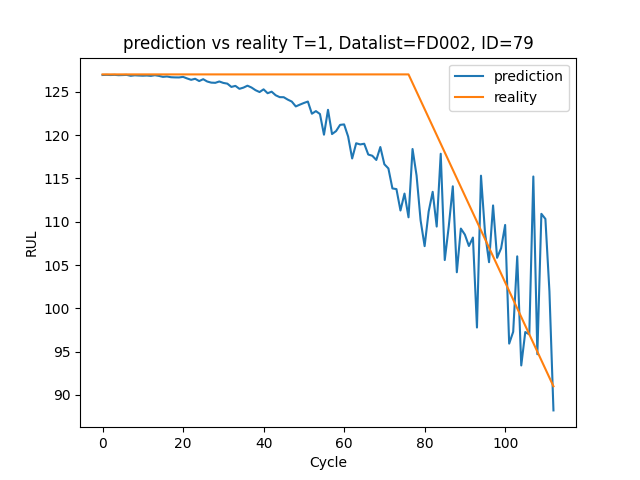 prediction vs reality T=1, Datalist=FD002, ID=79
prediction
reality
RUL
125
120
115
110
105
100
95
90
0 20 40 60 80 100
Cycle